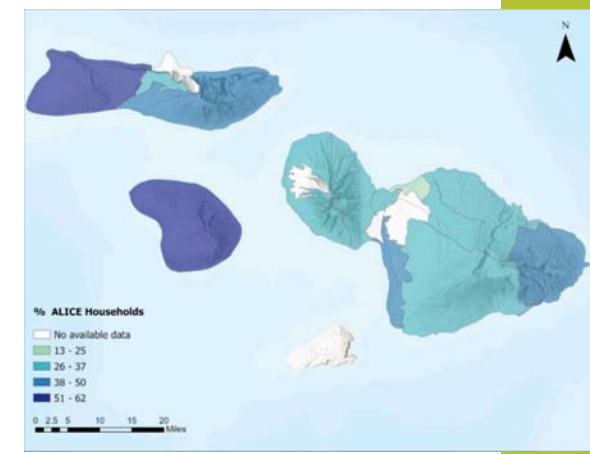 N
% ALICE Households
No available data
13 - 25
26 - 37
38 - 50
51 - 62
0 2.5 5 10 15 20
Miles